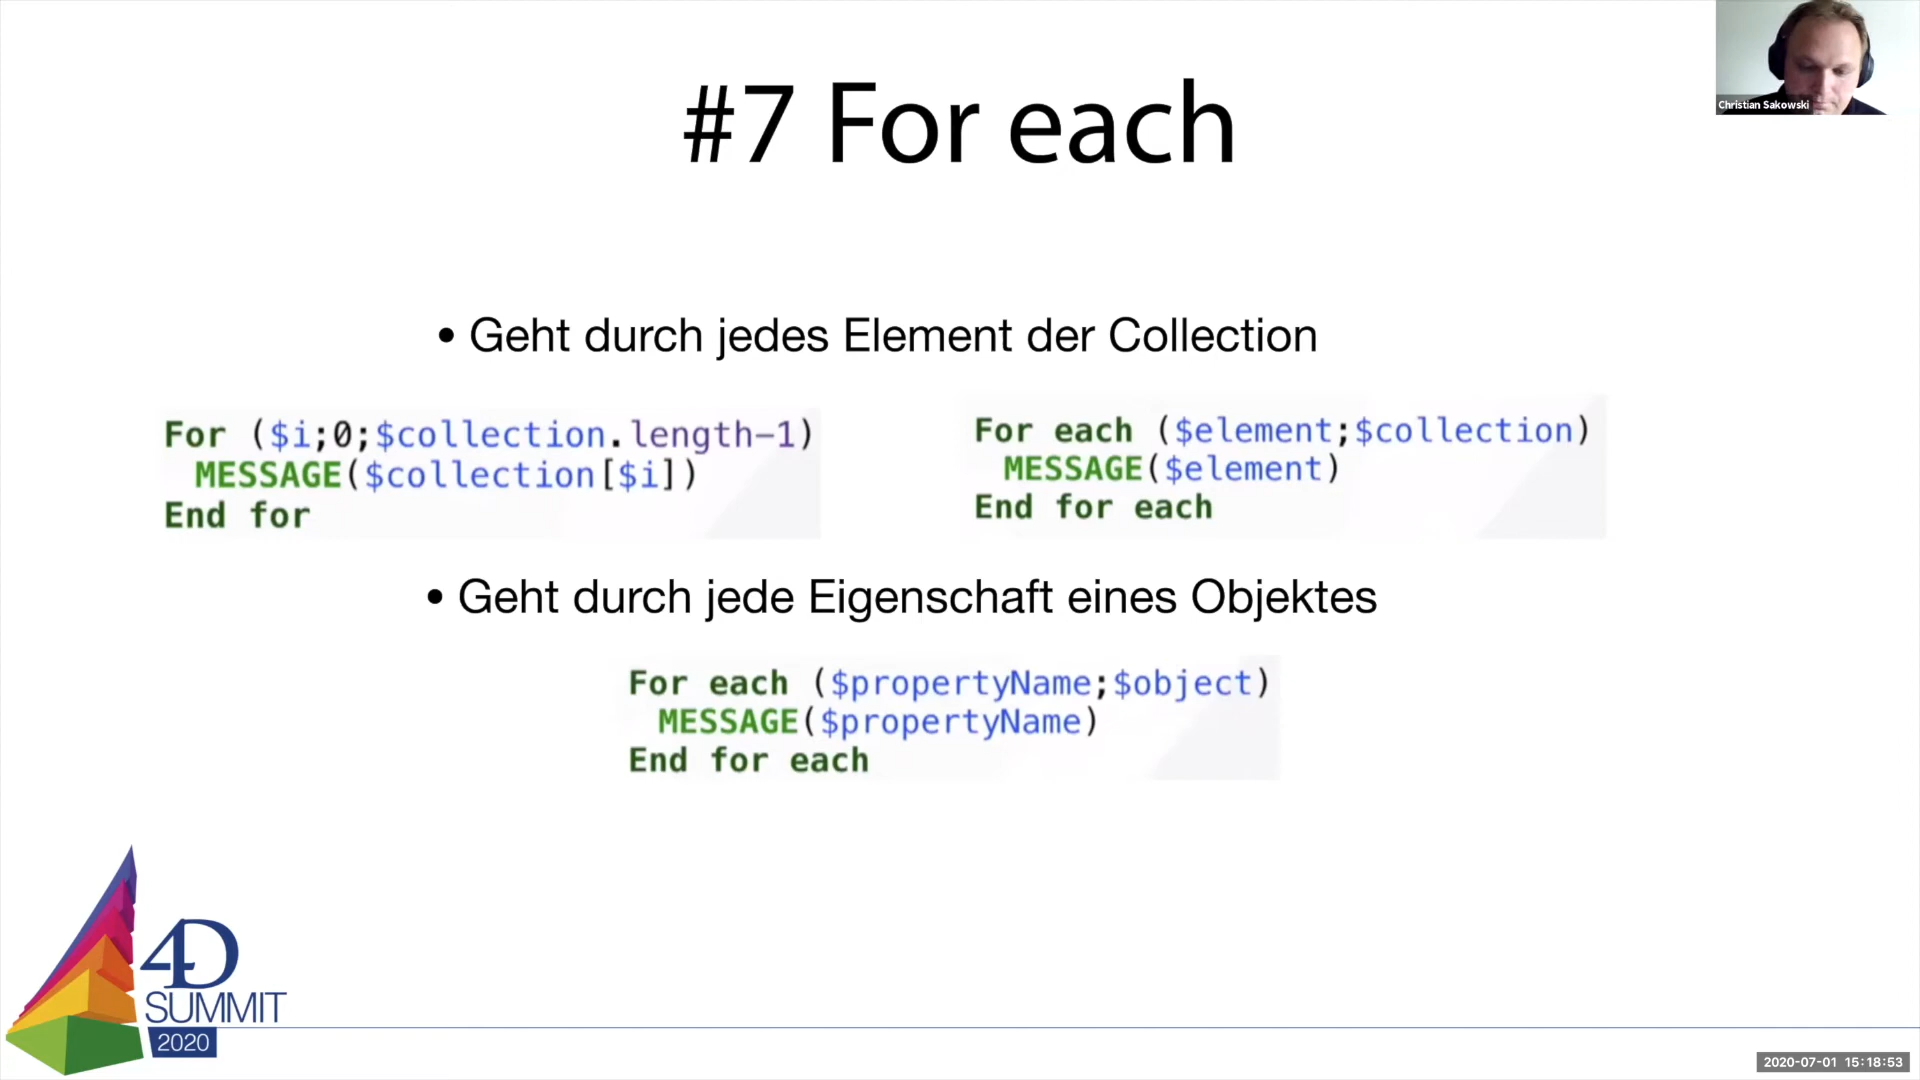 #7 For each
Christian Sakowski
• Geht durch jedes Element der Collection
For ($i;0;$collection.length-1)
MESSAGE($collection[$i])
End for
For each ($element;$collection)
MESSAGE($element)
End for each
• Geht durch jede Eigenschaft eines Objektes
For each ($propertyName;$object)
MESSAGE($propertyName)
End for each
4D
SUMMIT
2020
2020-07-01 15:18:53